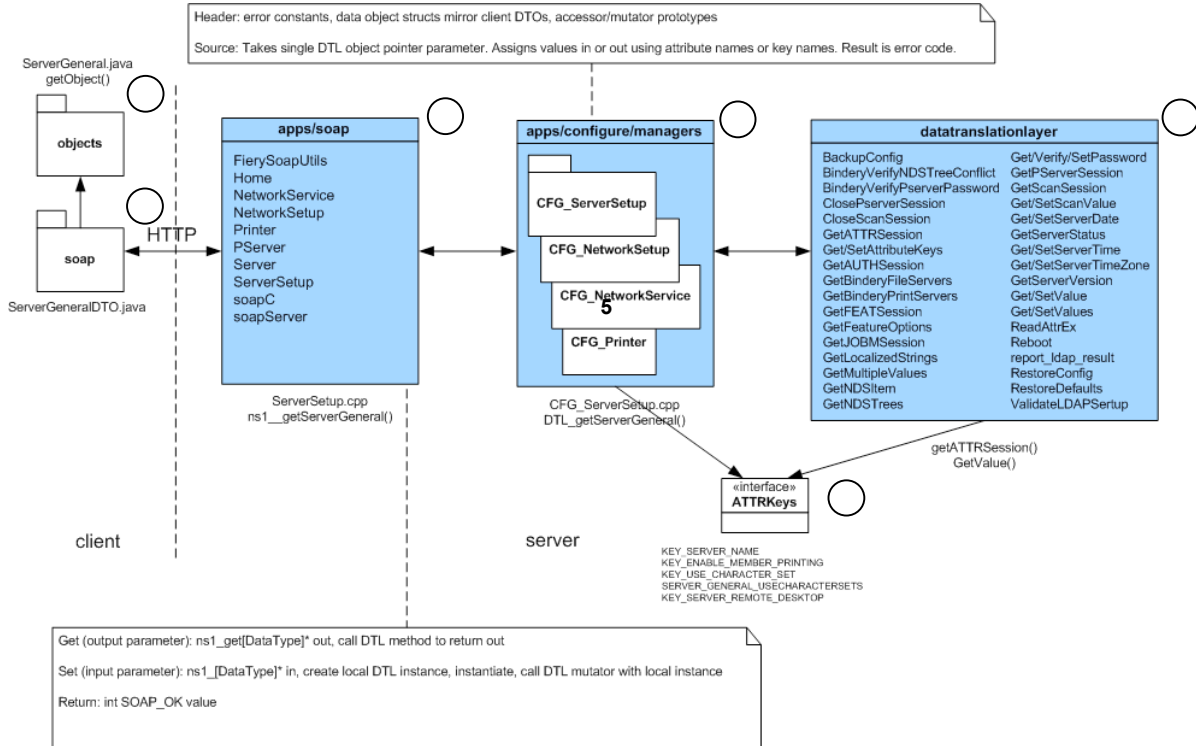 Header: error constants, data object structs mirror client DTOs, accessor/mutator prototypes
Source: Takes single DTL object pointer parameter. Assigns values in or out using attribute names or key names. Result is error code.
ServerGeneral.java
getObject()
objects
soap
ServerGeneralDTO.java
HTTP
apps/soap
FierySoapUtils
Home
NetworkService
NetworkSetup
Printer
PServer
Server
ServerSetup
soapC
soapServer
ServerSetup.cpp
ns1__getServerGeneral()
apps/configure/managers
CFG_ServerSetup
CFG_NetworkSetup
CFG_NetworkService
5
CFG_Printer
CFG_ServerSetup.cpp
DTL_getServerGeneral()
datatranslationlayer
BackupConfig
BinderyVerifyNDSTreeConflict
BinderyVerifyPserverPassword
ClosePserverSession
CloseScanSession
GetATTRSession
Get/SetAttributeKeys
GetAUTHSession
GetBinderyFileServers
GetBinderyPrintServers
GetFEATSession
GetFeatureOptions
GetJOBMSession
GetLocalizedStrings
GetMultipleValues
GetNDSItem
GetNDSTrees
Get/Verify/SetPassword
GetPServerSession
GetScanSession
Get/SetScanValue
Get/SetServerDate
GetServerStatus
Get/SetServerTime
Get/SetServerTimeZone
GetServerVersion
Get/SetValue
Get/SetValues
ReadAttrEx
Reboot
report_ldap_result
RestoreConfig
RestoreDefaults
ValidateLDAPSertup
getATTRSession()
GetValue()
«interface»
ATTRKeys
KEY_SERVER_NAME
KEY_ENABLE_MEMBER_PRINTING
KEY_USE_CHARACTER_SET
SERVER_GENERAL_USECHARACTERSETS
KEY_SERVER_REMOTE_DESKTOP
client
server
Get (output parameter): ns1_get[DataType]* out, call DTL method to return out
Set (input parameter): ns1_[DataType]* in, create local DTL instance, instantiate, call DTL mutator with local instance
Return: int SOAP_OK value